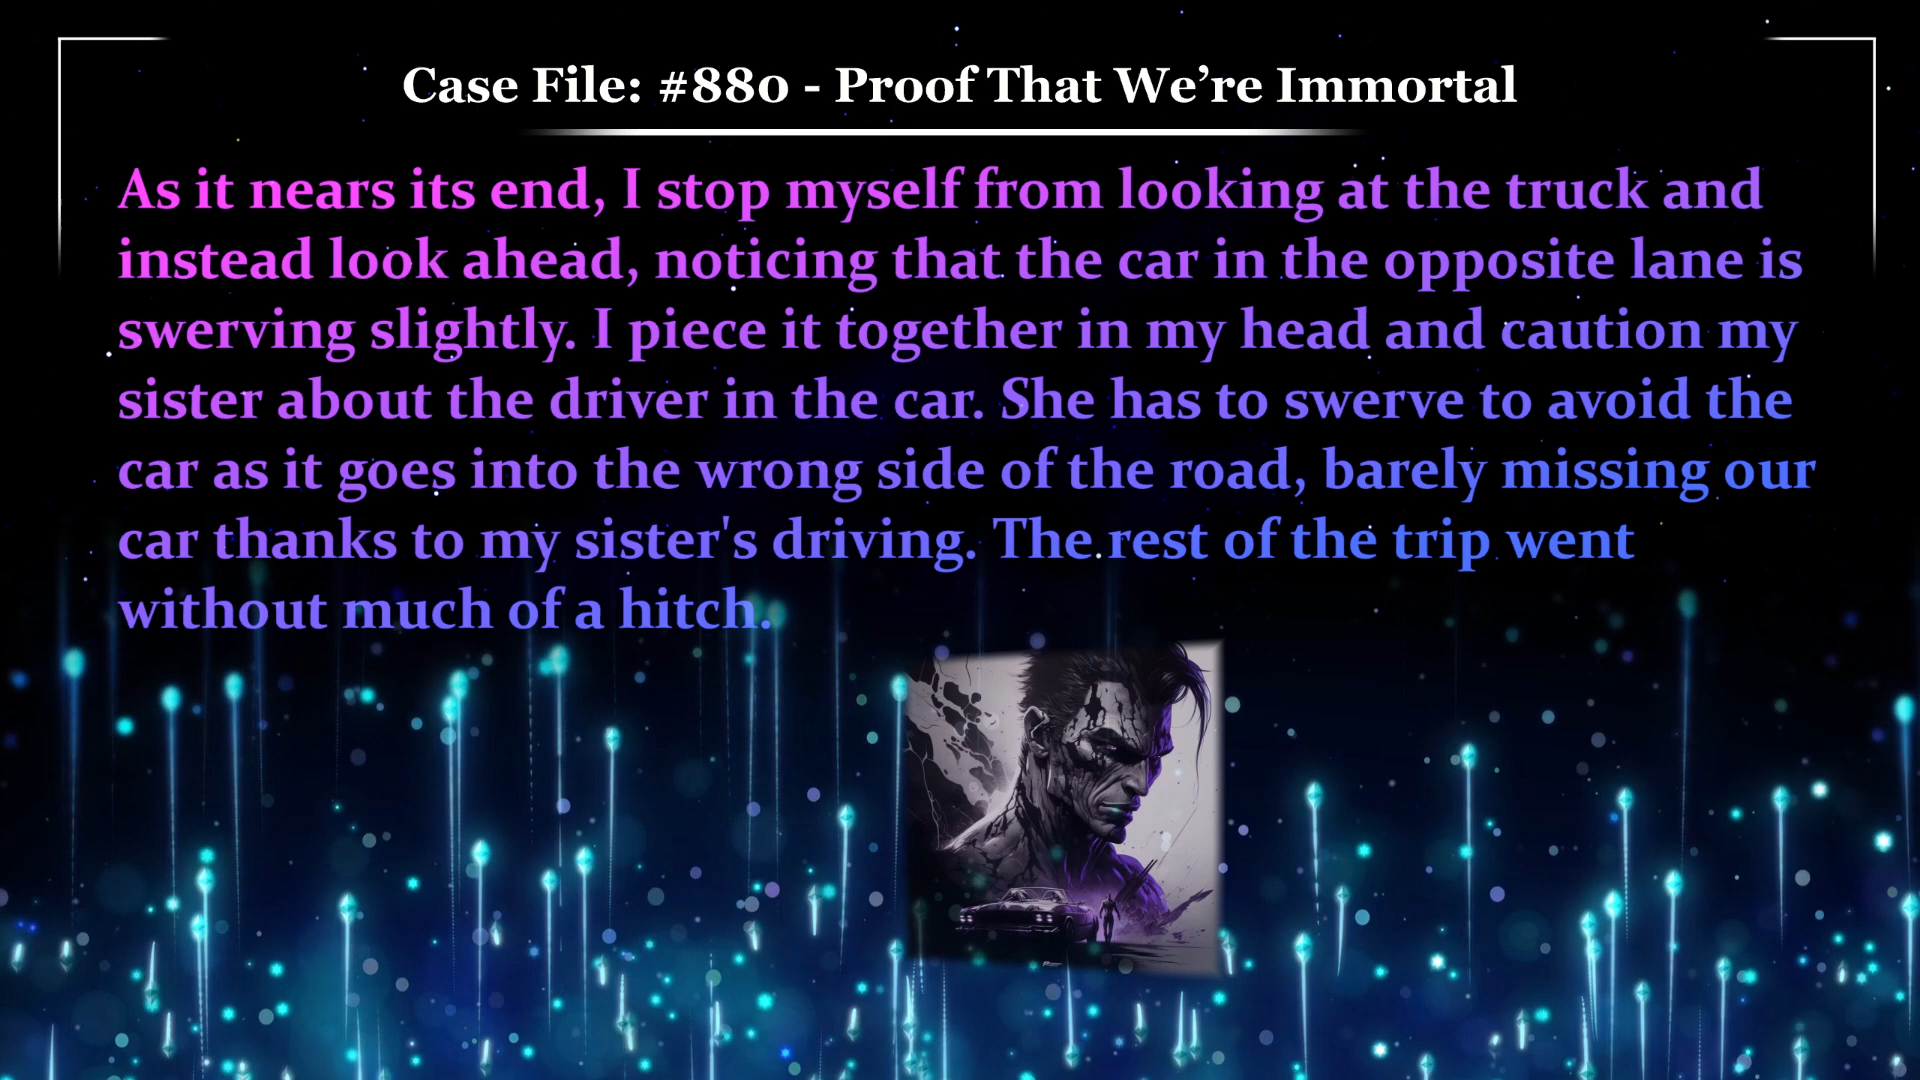 Case File: #880 - Proof That We’re Immortal
As it nears its end, I stop myself from looking at the truck and
instead look ahead, noticing that the car in the opposite lane is
swerving slightly. I piece it together in my head and caution my
sister about the driver in the car. She has to swerve to avoid the
car as it goes into the wrong side of the road, barely missing our
car thanks to my sister's driving. The rest of the trip went
without much of a hitch.